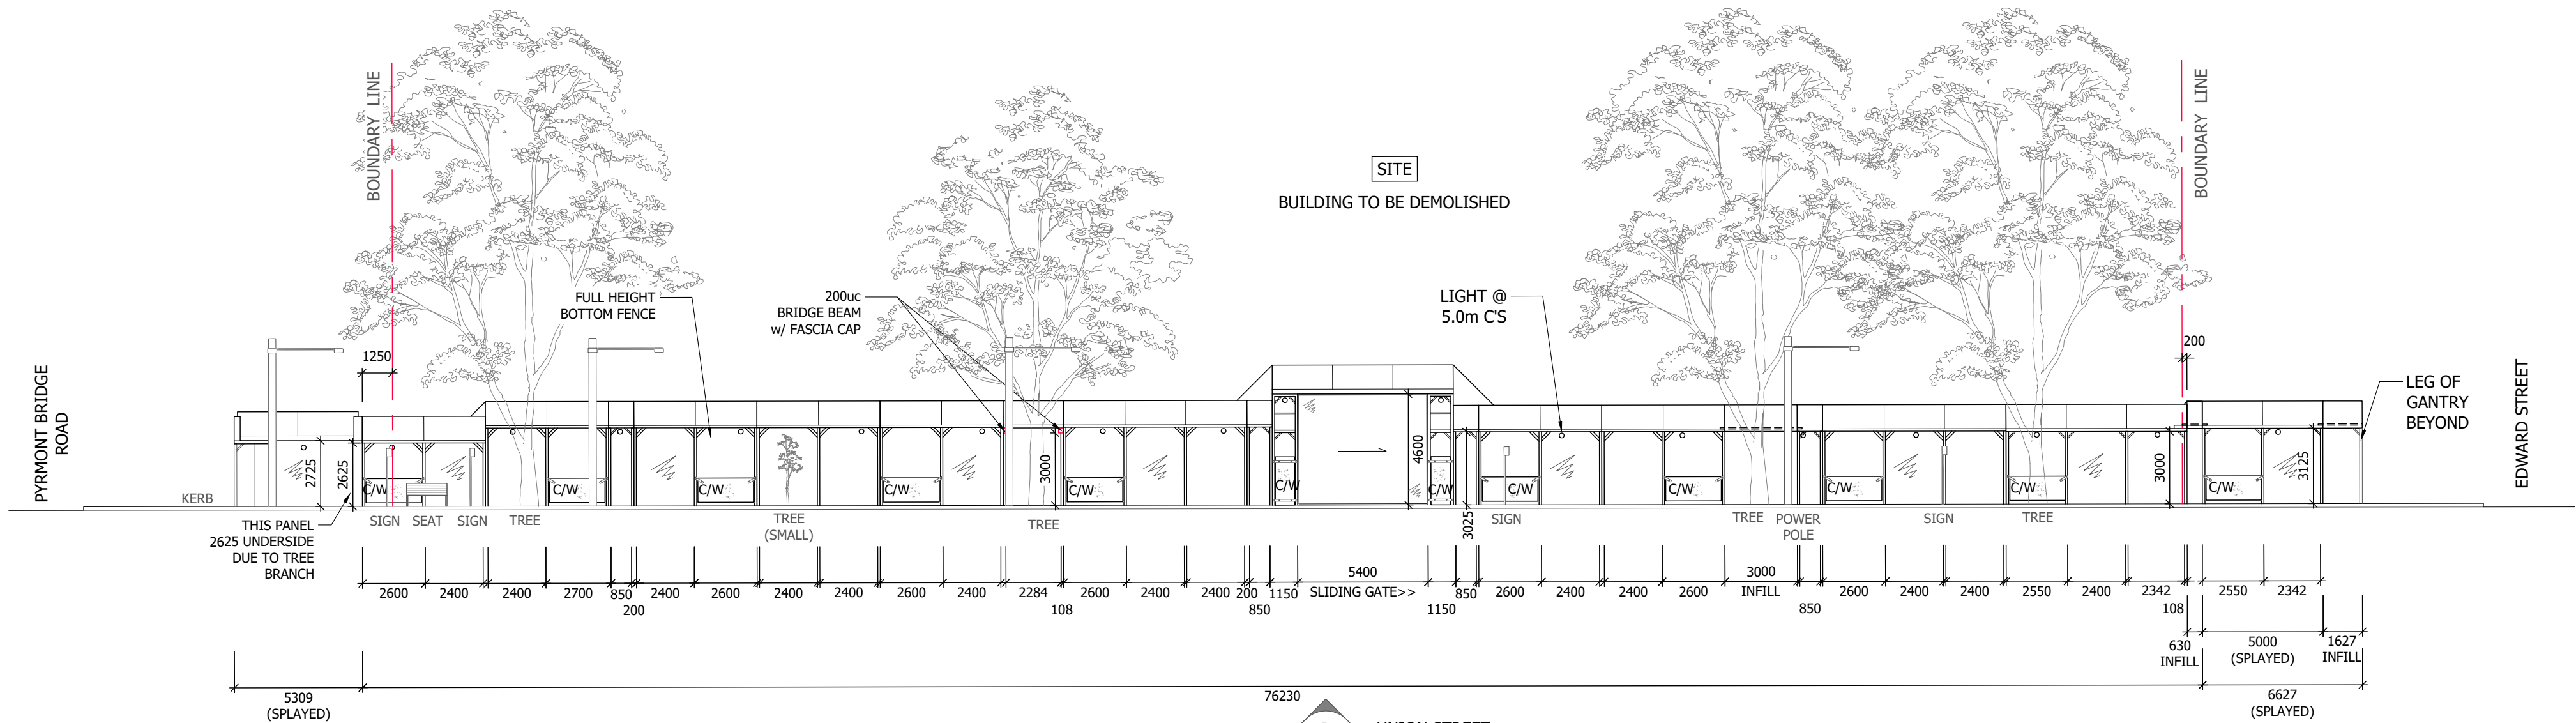 BOUNDARY LINE
BOUNDARY LINE
SITE
BUILDING TO BE DEMOLISHED
FULL HEIGHT
BOTTOM FENCE
200uc
BRIDGE BEAM
w/ FASCIA CAP
LIGHT @
5.0m C'S
200
1250
PYRMONT BRIDGE
ROAD
EDWARD STREET
LEG OF
GANTRY
BEYOND
2725
2625
3000
4600
3025
3000
3125
C/W
C/W
C/W
C/W
C/W
C/W
C/W
C/W
C/W
C/W
C/W
C/W
KERB
THIS PANEL
2625 UNDERSIDE
DUE TO TREE
BRANCH
SIGN SEAT SIGN TREE
TREE
(SMALL)
TREE
SIGN
TREE POWER
POLE
SIGN
TREE
2600 2400 2400 2700 850 2400 2600 2400 2400 2600 2400 2284 2600 2400 2400 200 1150 5400 850 2600 2400 2400 2600 3000 2600 2400 2400 2550 2400 2342 2550 2342
SLIDING GATE>>
INFILL
200 108 850 1150 850 108
630
INFILL
5000
(SPLAYED)
1627
INFILL
5309
(SPLAYED)
76230
6627
(SPLAYED)